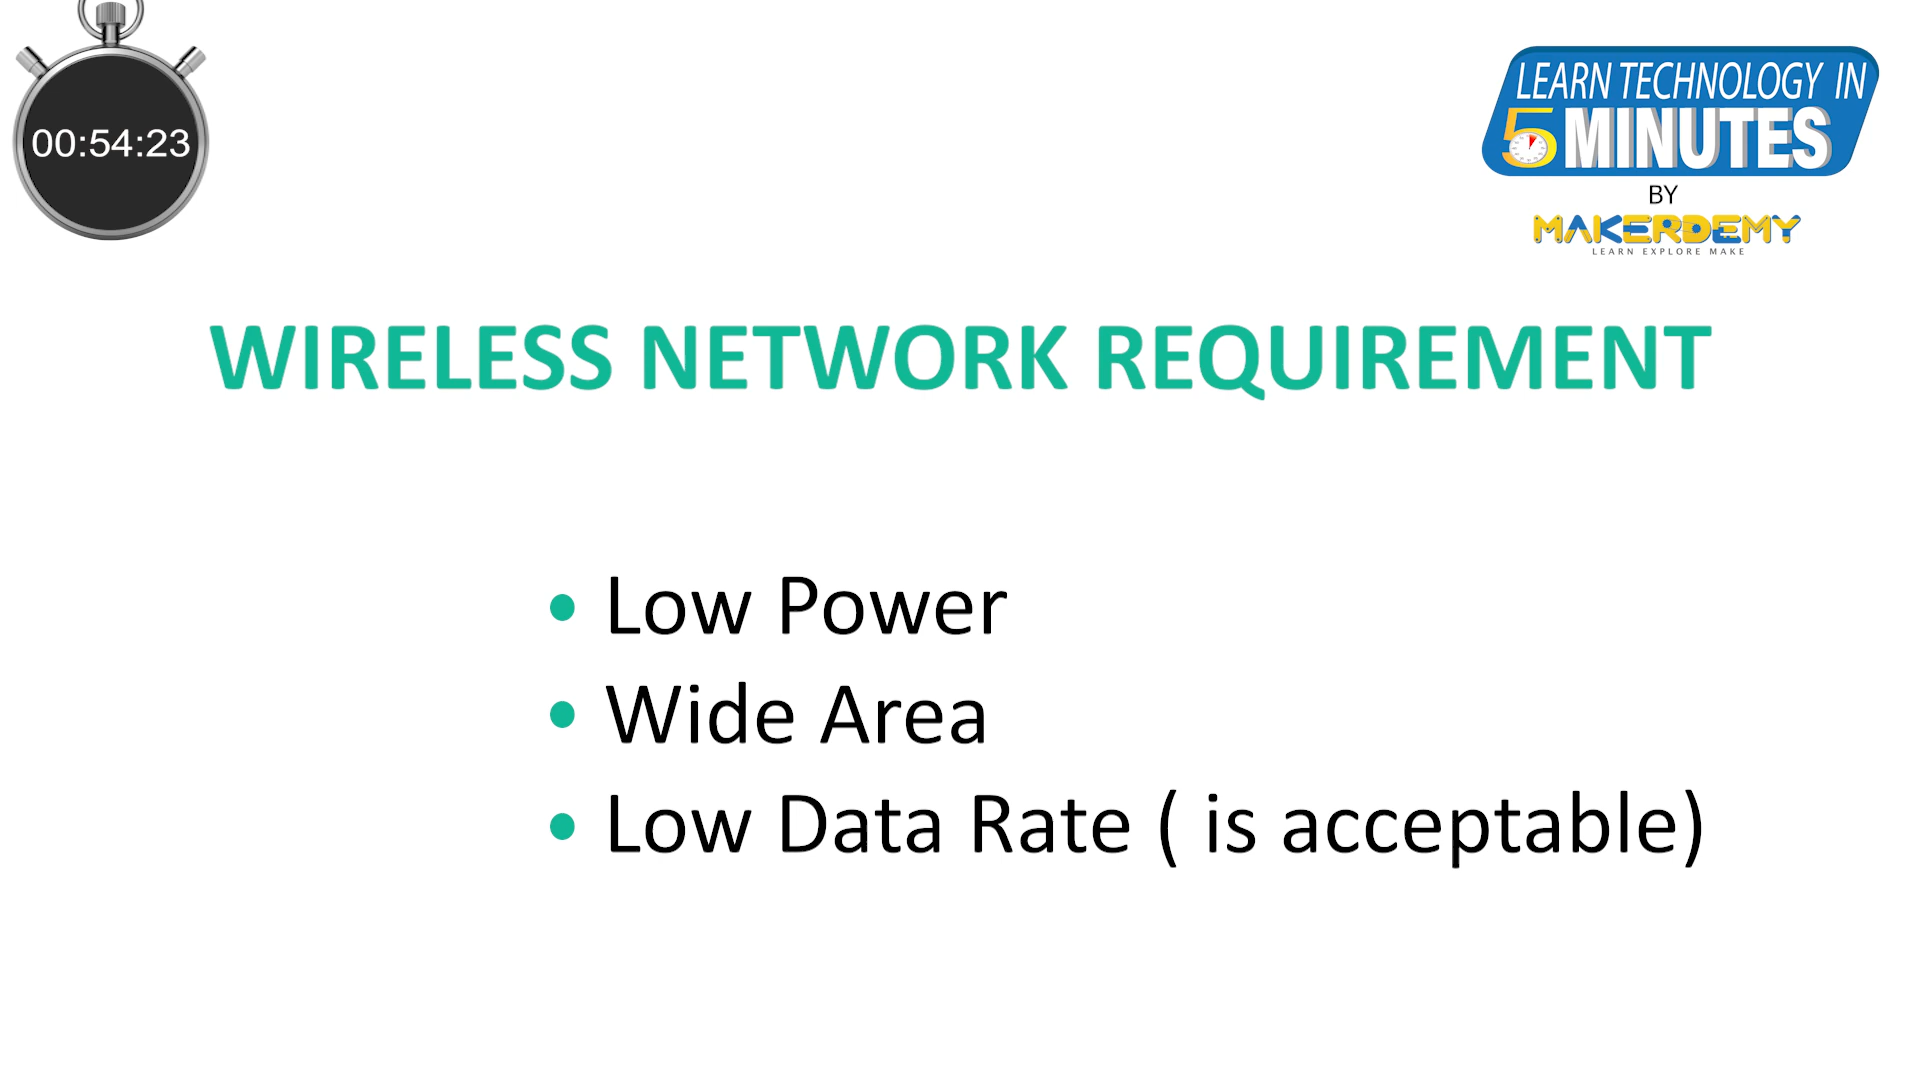 00:54:23
LEARN TECHNOLOGY IN
5 MINUTES
BY
MAKERDEMY
LEARN EXPLORE MAKE
WIRELESS NETWORK REQUIREMENT
• Low Power
• Wide Area
• Low Data Rate ( is acceptable)